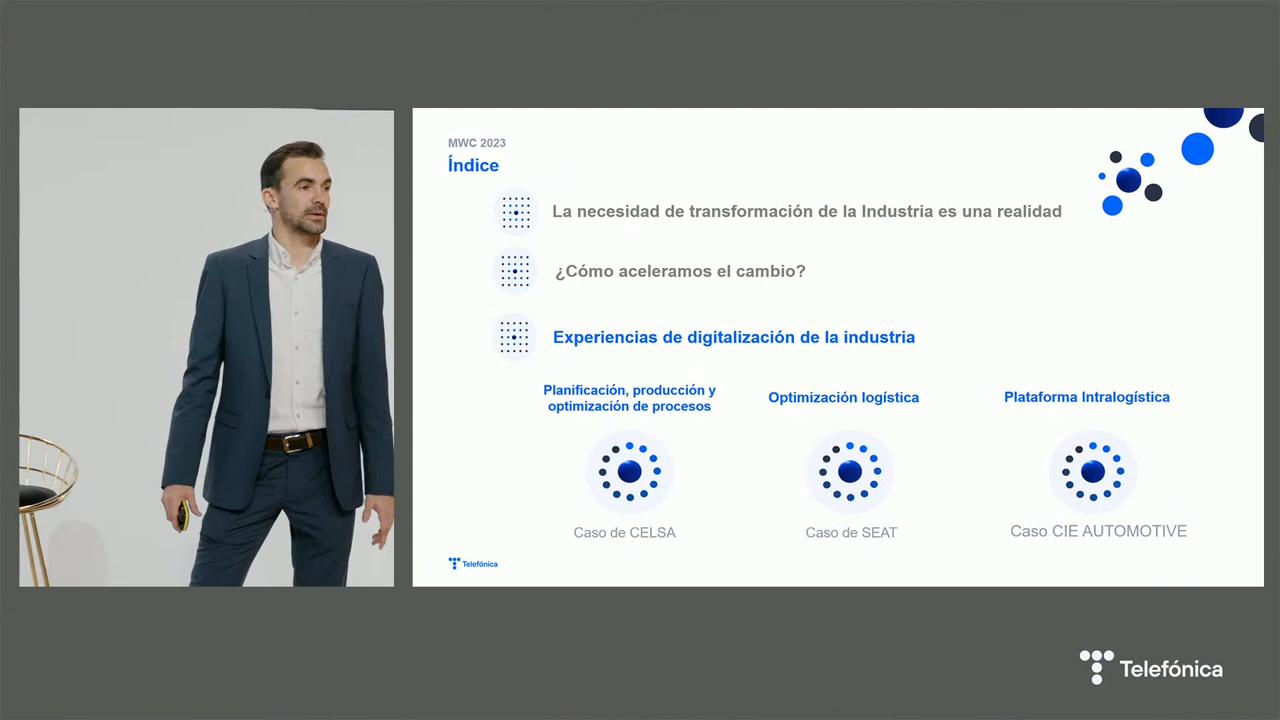 MWC 2023
Índice
La necesidad de transformación de la Industria es una realidad
¿Cómo aceleramos el cambio?
Experiencias de digitalización de la industria
Planificación, producción y
optimización de procesos
Caso de CELSA
Optimización logística
Caso de SEAT
Plataforma Intralogística
Caso CIE AUTOMOTIVE
Telefónica
Telefónica